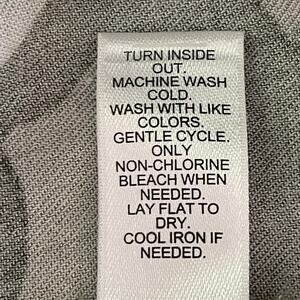 TURN INSIDE
OUT.
MACHINE WASH
COLD.
WASH WITH LIKE
COLORS.
GENTLE CYCLE.
ONLY
NON-CHLORINE
BLEACH WHEN
NEEDED.
LAY FLAT TO
DRY.
COOL IRON IF
NEEDED.